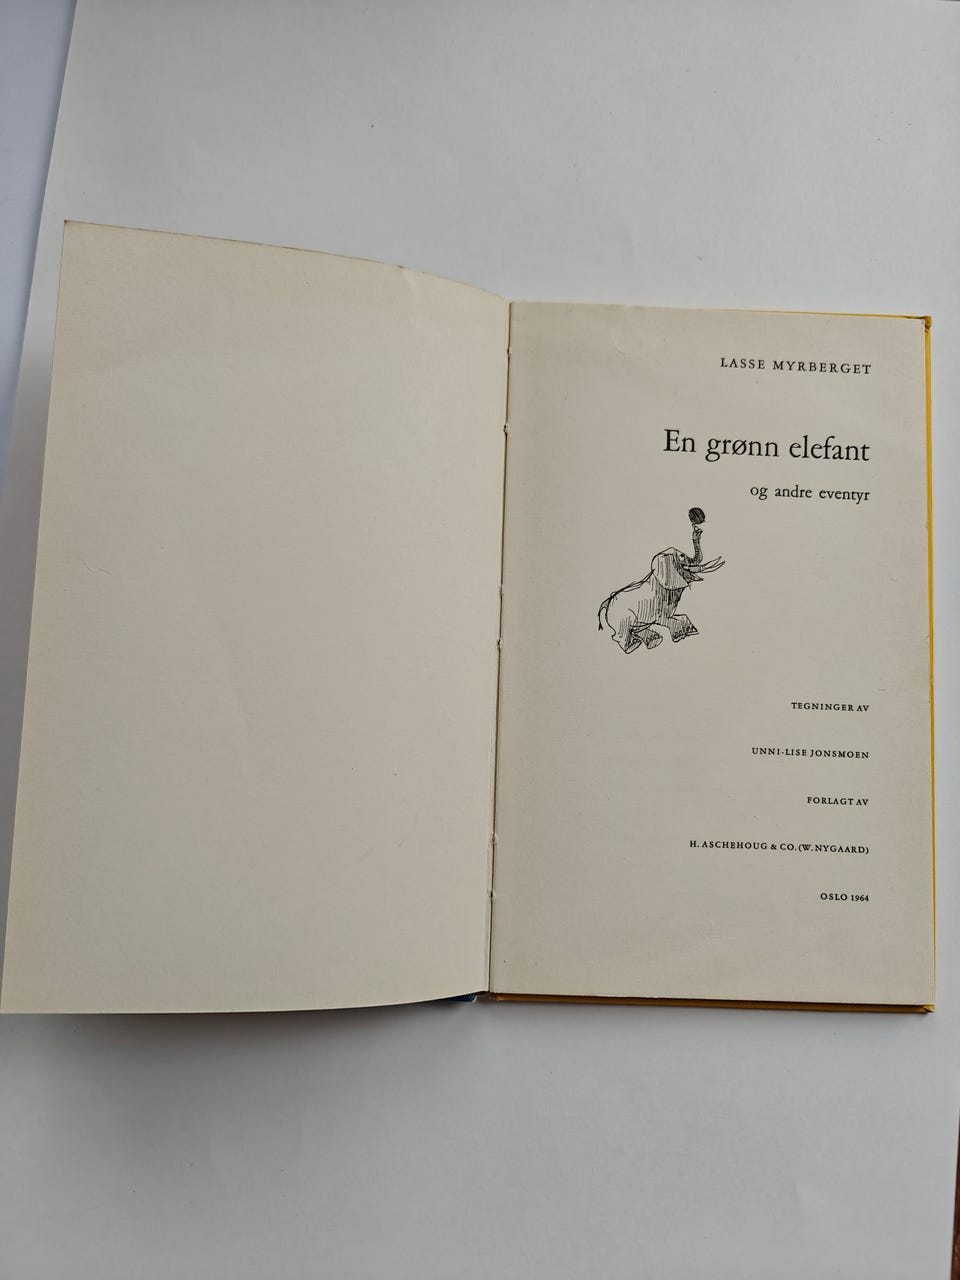 LASSE MYRBERGET
En grønn elefant
og andre eventyr
TEGNINGER AV
UNNI-LISE JONSMOEN
FORLAGT AV
H. ASCHEHOUG & CO. (W. NYGAARD)
OSLO 1964